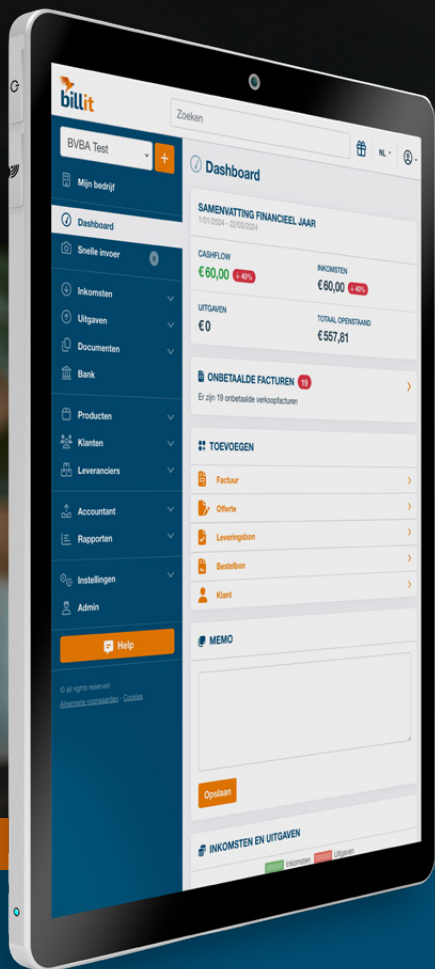 billit
Zoeken
NL
BVBA Test
+
Mijn bedrijf
Dashboard
Snelle invoer
Inkomsten
Uitgaven
Documenten
Bank
Producten
Klanten
Leveranciers
Accountant
Rapporten
Instellingen
Admin
Help
© all rights reserved
Algemene voorwaarden - Cookies
Dashboard
SAMENVATTING FINANCIEEL JAAR
1/01/2024 - 22/03/2024
CASHFLOW
€ 60,00 40%
INKOMSTEN
€ 60,00 40%
UITGAVEN
€ 0
TOTAAL OPENSTAAND
€ 557,81
ONBETAALDE FACTUREN 19
Er zijn 19 onbetaalde verkoopfacturen
TOEVOEGEN
Factuur
Offerte
Leveringsbon
Bestelbon
Klant
MEMO
Opslaan
INKOMSTEN EN UITGAVEN
Inkomsten Uitgaven